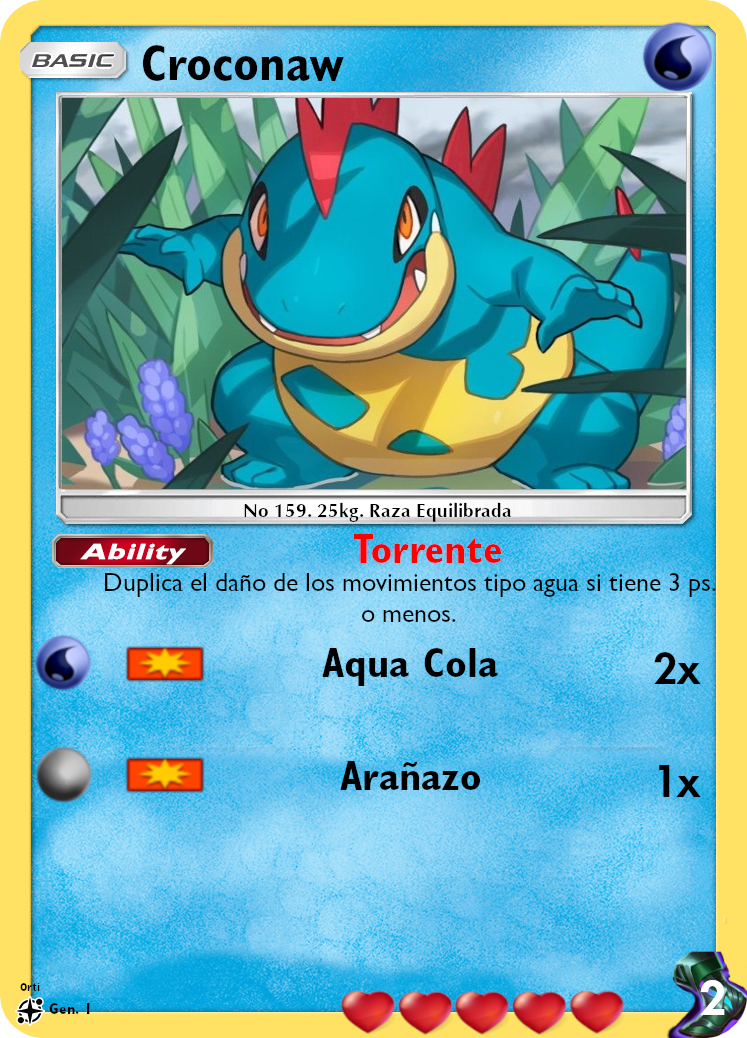 BASIC Croconaw
No 159. 25kg. Raza Equilibrada
Ability Torrente
Duplica el daño de los movimientos tipo agua si tiene 3 ps.
o menos.
Aqua Cola 2x
Arañazo 1x
Orti
Gen. 1
2